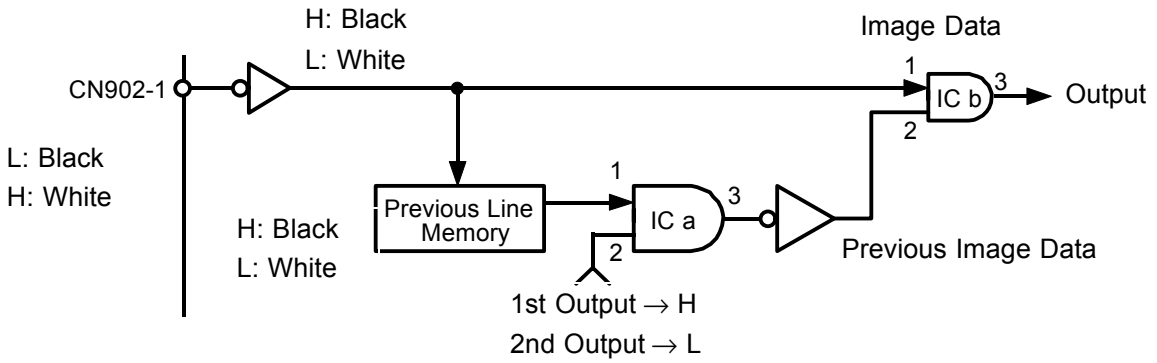 H: Black
L: White
Image Data
CN902-1
1
IC b
3
Output
2
L: Black
H: White
1
Previous Line
Memory
IC a
3
2
H: Black
L: White
Previous Image Data
1st Output → H
2nd Output → L